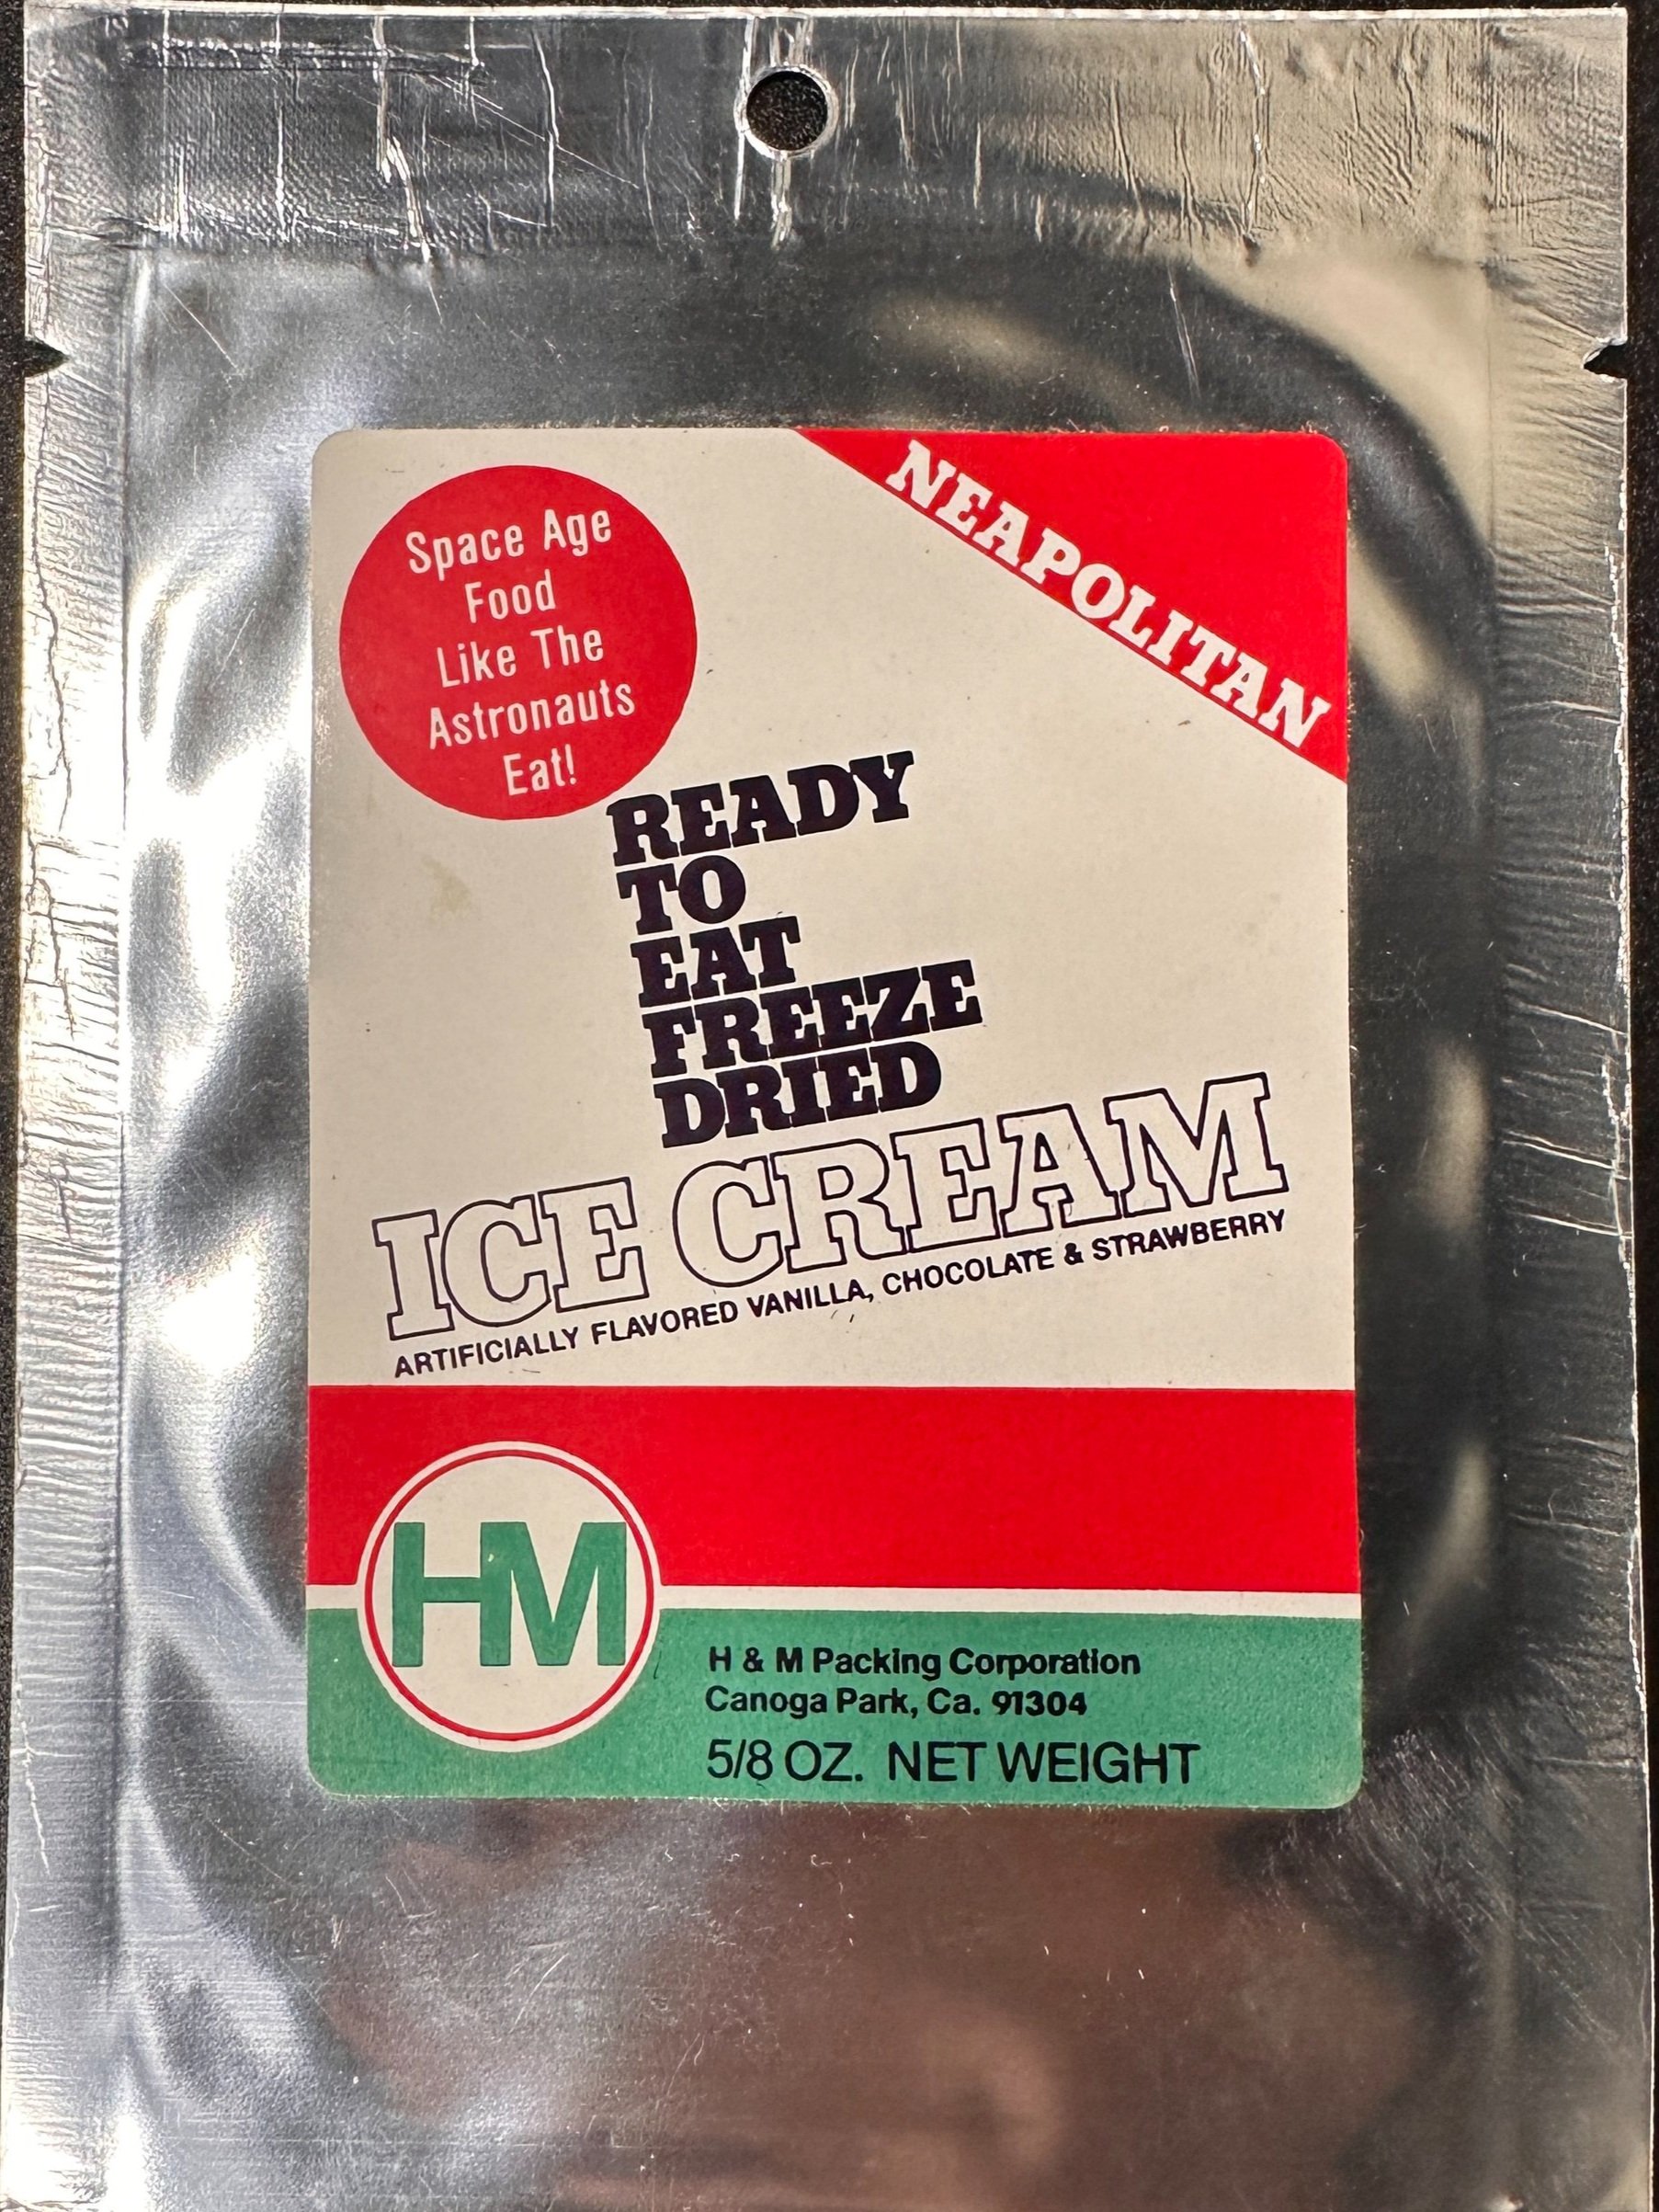 Space Age
Food
Like The
Astronauts
Eat!
NEAPOLITAN
READY
TO
EAT
FREEZE
DRIED
ICE CREAM
ARTIFICIALLY FLAVORED VANILLA, CHOCOLATE & STRAWBERRY
HM
H & M Packing Corporation
Canoga Park, Ca. 91304
5/8 OZ. NET WEIGHT